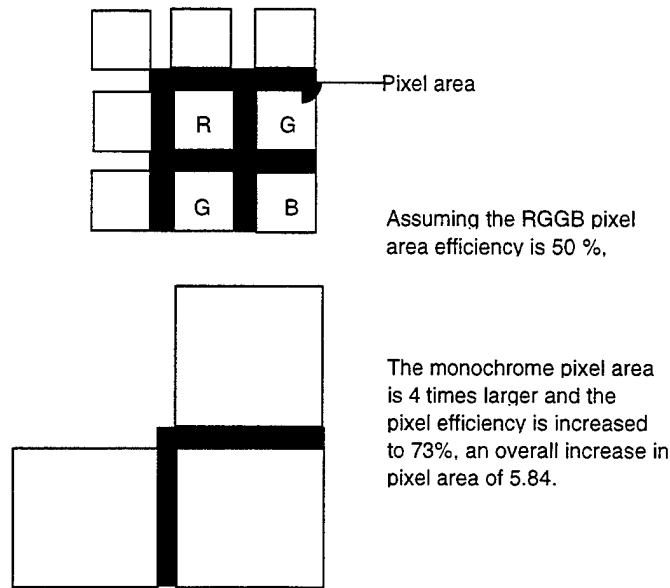 Pixel area
R G
G B
Assuming the RGGB pixel
area efficiency is 50 %,
The monochrome pixel area
is 4 times larger and the
pixel efficiency is increased
to 73%, an overall increase in
pixel area of 5.84.